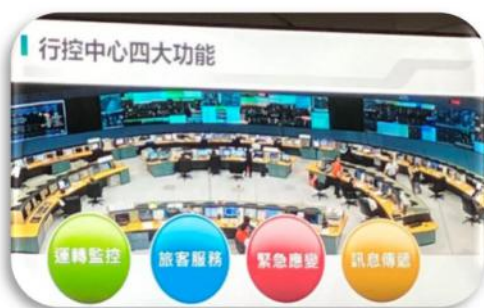 行控中心四大功能
運轉監控
旅客服務
緊急應變
訊息傳遞